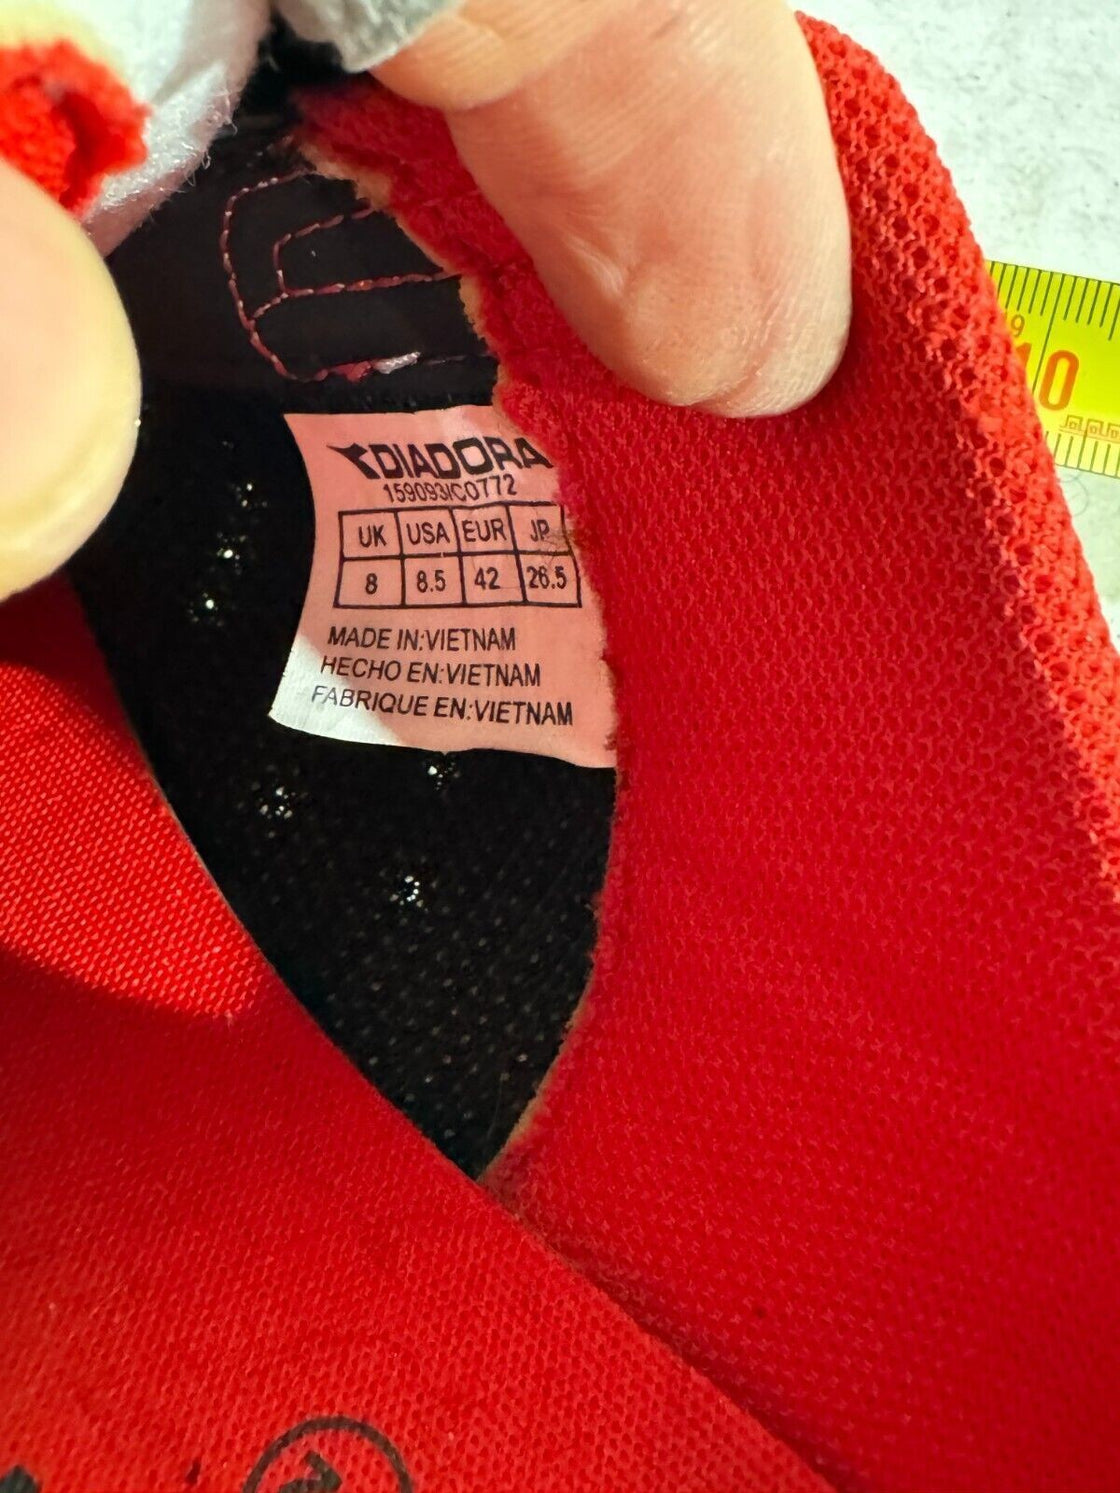 DIADORA
159093/C0772
UK USA EUR JP
8 8.5 42 26.5
MADE IN:VIETNAM
HECHO EN:VIETNAM
FABRIQUE EN:VIETNAM
9
10